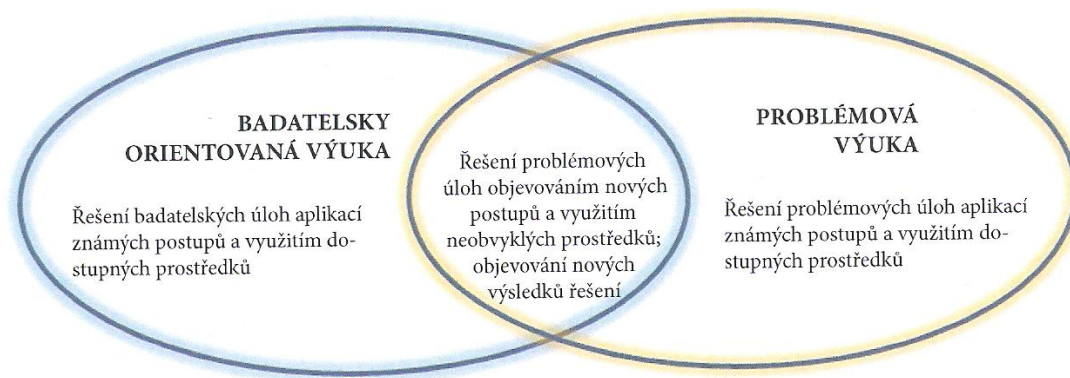 BADATELSKY
ORIENTOVANÁ VÝUKA
Řešení badatelských úloh aplikací
známých postupů a využitím do-
stupných prostředků
Řešení problémových
úloh objevováním nových
postupů a využitím
neobvyklých prostředků;
objevování nových
výsledků řešení
PROBLÉMOVÁ
VÝUKA
Řešení problémových úloh aplikací
známých postupů a využitím do-
stupných prostředků